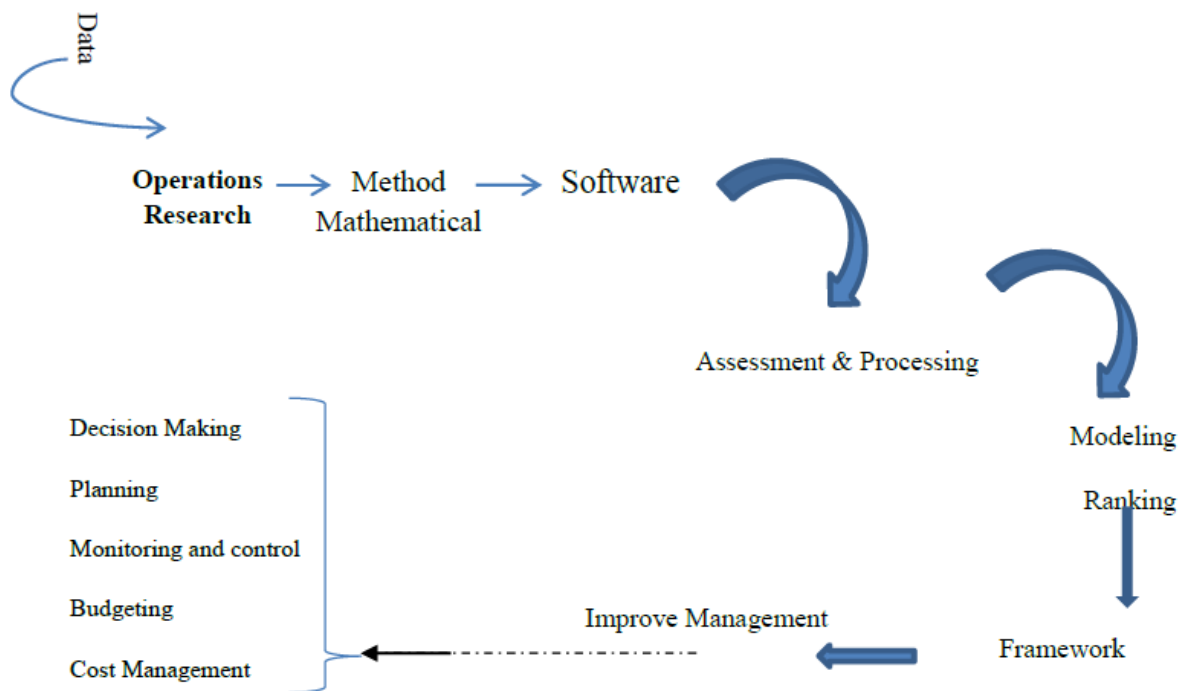 Data
Operations
Research
Method
Mathematical
Software
Assessment & Processing
Modeling
Ranking
Framework
Improve Management
Decision Making
Planning
Monitoring and control
Budgeting
Cost Management